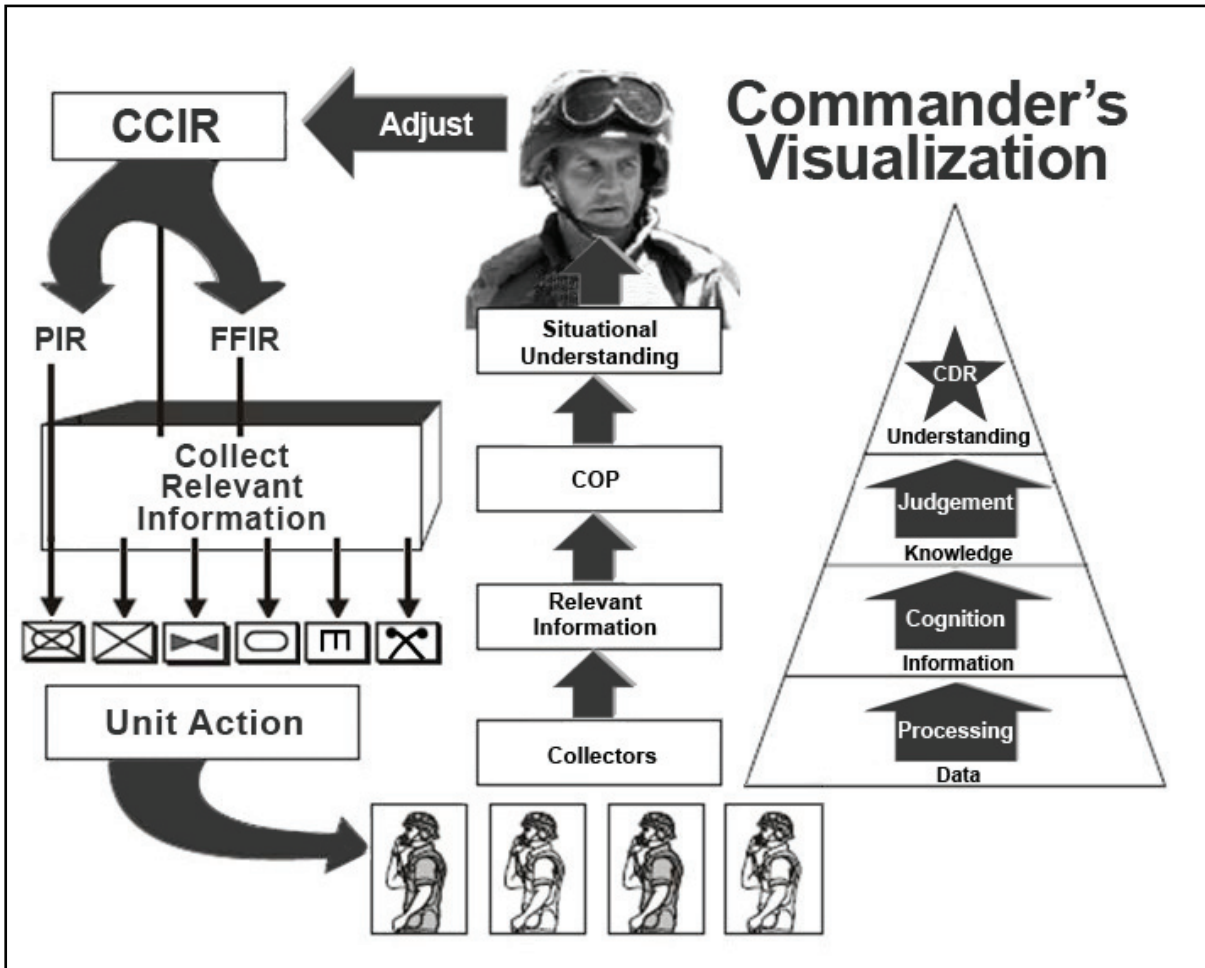 Commander’s
Visualization
CCIR
Adjust
PIR
FFIR
Collect
Relevant
Information
Unit Action
Situational
Understanding
COP
Relevant
Information
Collectors
CDR
Understanding
Judgement
Knowledge
Cognition
Information
Processing
Data